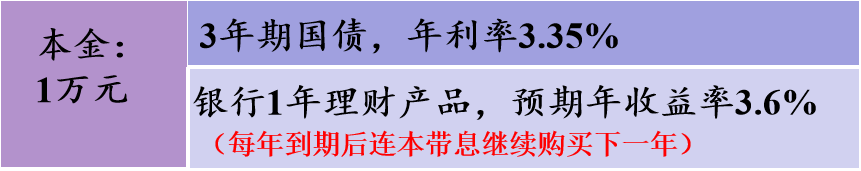 本金：
1万元
3年期国债，年利率3.35%
银行1年理财产品，预期年收益率3.6%
（每年到期后连本带息继续购买下一年）